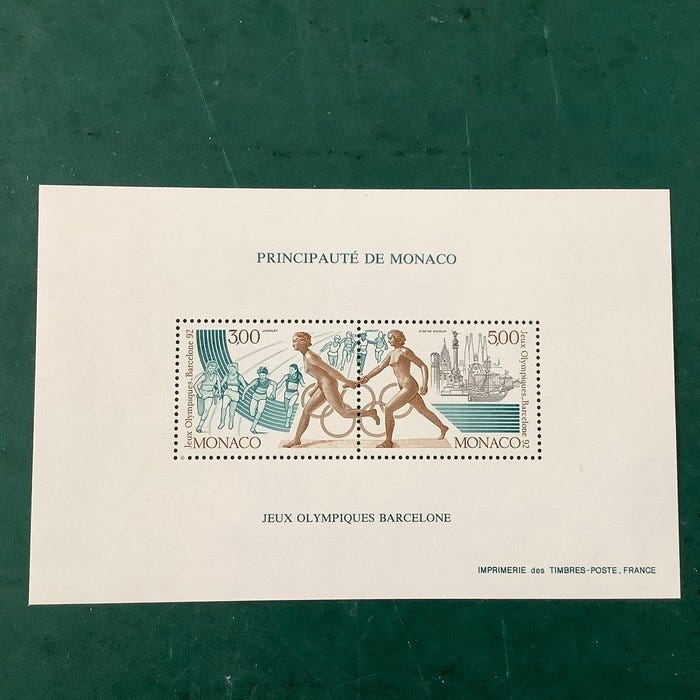 PRINCIPAUTÉ DE MONACO
Jeux Olympiques. Barcelone 92
3,00
MONACO
5,00
Jeux Olympiques. Barcelone 92
MONACO
JEUX OLYMPIQUES BARCELONE
IMPRIMERIE des TIMBRES-POSTE. FRANCE